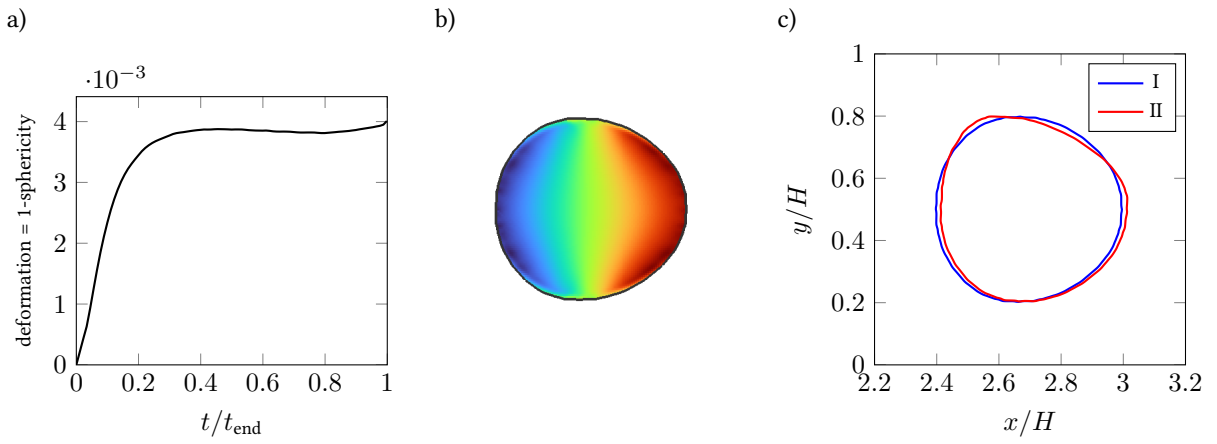 a)
·10−3
deformation = 1-sphericity
4
3
2
1
0
0 0.2 0.4 0.6 0.8 1
t/tend
b)
c)
I
II
y/H
1
0.8
0.6
0.4
0.2
0
2.2 2.4 2.6 2.8 3 3.2
x/H